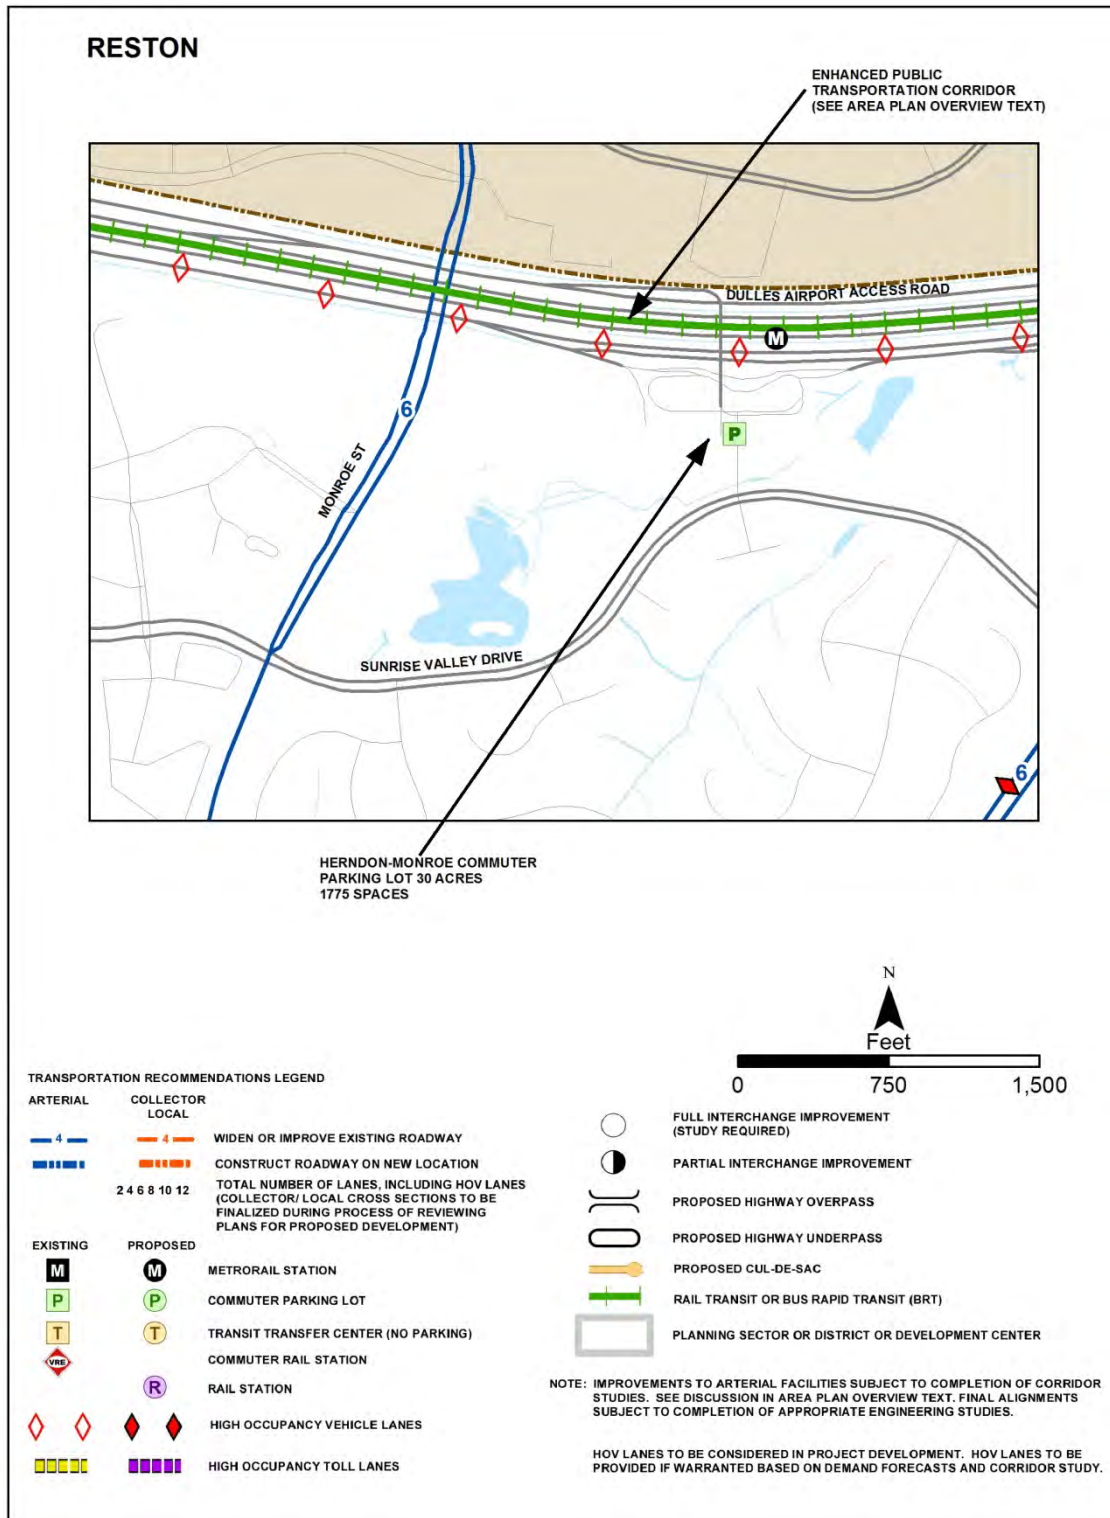 RESTON
ENHANCED PUBLIC
TRANSPORTATION CORRIDOR
(SEE AREA PLAN OVERVIEW TEXT)
DULLES AIRPORT ACCESS ROAD
M
6
P
MONROE ST
SUNRISE VALLEY DRIVE
6
HERNDON-MONROE COMMUTER
PARKING LOT 30 ACRES
1775 SPACES
N
Feet
0 750 1,500
TRANSPORTATION RECOMMENDATIONS LEGEND
ARTERIAL COLLECTOR
LOCAL
4 4 WIDEN OR IMPROVE EXISTING ROADWAY
CONSTRUCT ROADWAY ON NEW LOCATION
2 4 6 8 10 12 TOTAL NUMBER OF LANES, INCLUDING HOV LANES
(COLLECTOR/ LOCAL CROSS SECTIONS TO BE
FINALIZED DURING PROCESS OF REVIEWING
PLANS FOR PROPOSED DEVELOPMENT)
EXISTING PROPOSED
M M METRORAIL STATION
P P COMMUTER PARKING LOT
T T TRANSIT TRANSFER CENTER (NO PARKING)
VRE COMMUTER RAIL STATION
R RAIL STATION
HIGH OCCUPANCY VEHICLE LANES
HIGH OCCUPANCY TOLL LANES
FULL INTERCHANGE IMPROVEMENT
(STUDY REQUIRED)
PARTIAL INTERCHANGE IMPROVEMENT
PROPOSED HIGHWAY OVERPASS
PROPOSED HIGHWAY UNDERPASS
PROPOSED CUL-DE-SAC
RAIL TRANSIT OR BUS RAPID TRANSIT (BRT)
PLANNING SECTOR OR DISTRICT OR DEVELOPMENT CENTER
NOTE: IMPROVEMENTS TO ARTERIAL FACILITIES SUBJECT TO COMPLETION OF CORRIDOR
STUDIES. SEE DISCUSSION IN AREA PLAN OVERVIEW TEXT. FINAL ALIGNMENTS
SUBJECT TO COMPLETION OF APPROPRIATE ENGINEERING STUDIES.
HOV LANES TO BE CONSIDERED IN PROJECT DEVELOPMENT. HOV LANES TO BE
PROVIDED IF WARRANTED BASED ON DEMAND FORECASTS AND CORRIDOR STUDY.